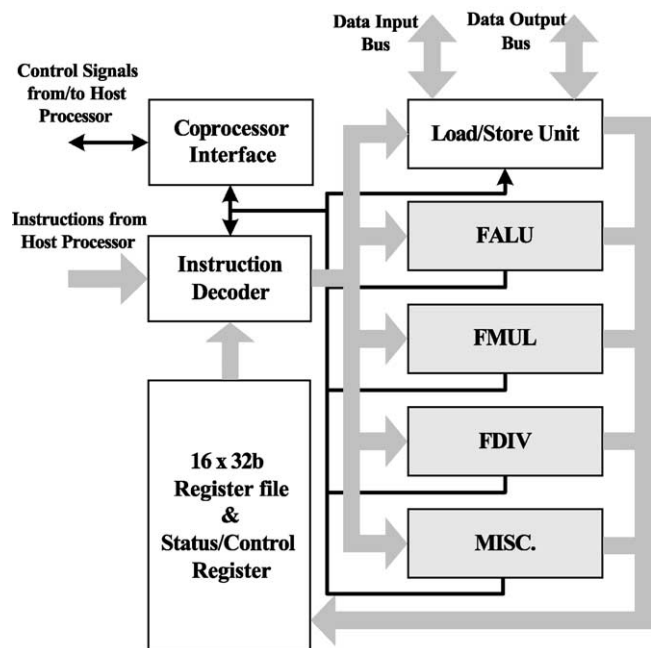 Data Input
Bus
Data Output
Bus
Control Signals
from/to Host
Processor
Coprocessor
Interface
Load/Store Unit
Instructions from
Host Processor
Instruction
Decoder
FALU
FMUL
16 x 32b
Register file
&
Status/Control
Register
FDIV
MISC.